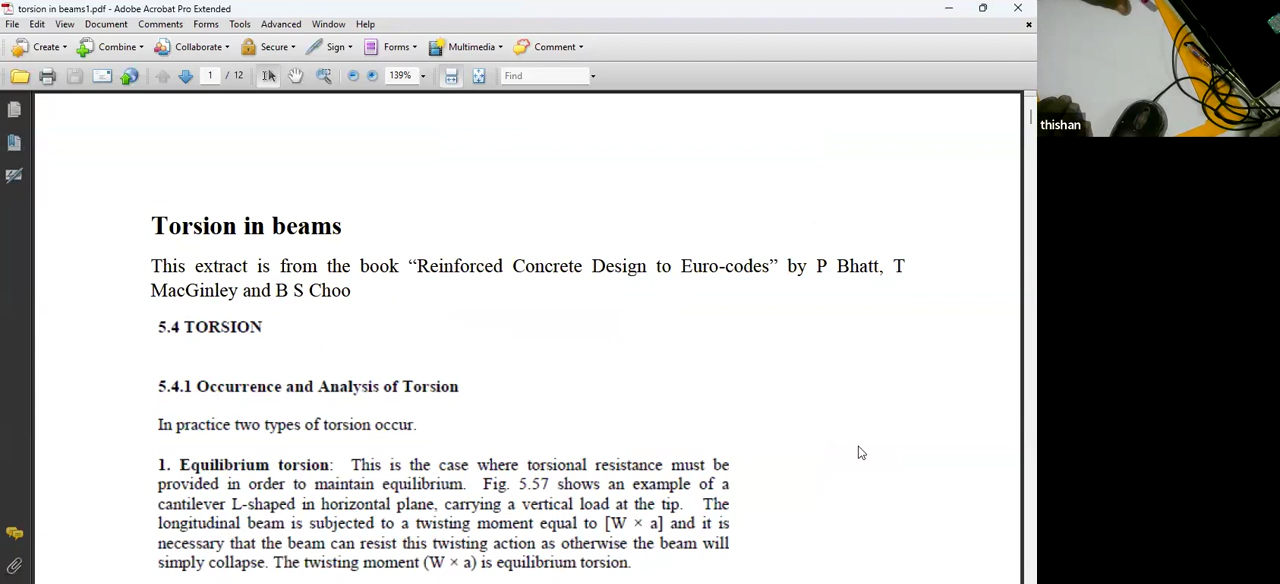 torsion in beams1.pdf - Adobe Acrobat Pro Extended
File Edit View Document Comments Forms Tools Advanced Window Help
Create Combine Collaborate Secure Sign Forms Multimedia Comment
1 / 12 139% Find
thishan
Torsion in beams
This extract is from the book “Reinforced Concrete Design to Euro-codes” by P Bhatt, T
MacGinley and B S Choo
5.4 TORSION
5.4.1 Occurrence and Analysis of Torsion
In practice two types of torsion occur.
1. Equilibrium torsion: This is the case where torsional resistance must be
provided in order to maintain equilibrium. Fig. 5.57 shows an example of a
cantilever L-shaped in horizontal plane, carrying a vertical load at the tip. The
longitudinal beam is subjected to a twisting moment equal to [W × a] and it is
necessary that the beam can resist this twisting action as otherwise the beam will
simply collapse. The twisting moment (W × a) is equilibrium torsion.